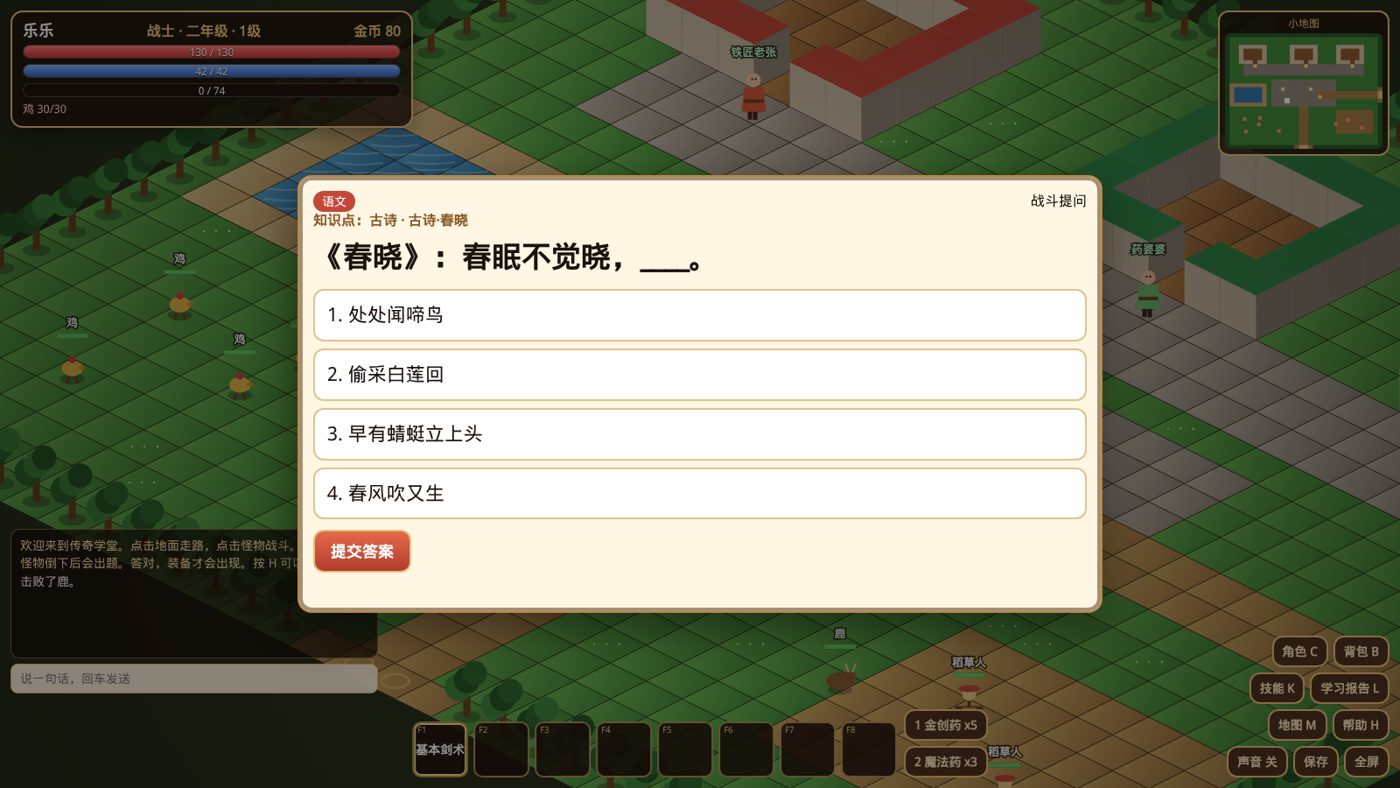 乐乐 战士 · 二年级 · 1级 金币 80
130 / 130
42 / 42
0 / 74
鸡 30/30
铁匠老张
小地图
药婆婆
鸡
鸡
鸡
语文
战斗提问
知识点：古诗 · 古诗·春晓
《春晓》：春眠不觉晓，____。
1. 处处闻啼鸟
2. 偷采白莲回
3. 早有蜻蜓立上头
4. 春风吹又生
提交答案
欢迎来到传奇学堂。点击地面走路，点击怪物战斗。
怪物倒下后会出题。答对，装备才会出现。按 H 可
击败了鹿。
说一句话，回车发送
鹿
稻草人
稻草人
F1 基本剑术
F2
F3
F4
F5
F6
F7
F8
1 金创药 x5
2 魔法药 x3
角色 C 背包 B
技能 K 学习报告 L
地图 M 帮助 H
声音 关 保存 全屏